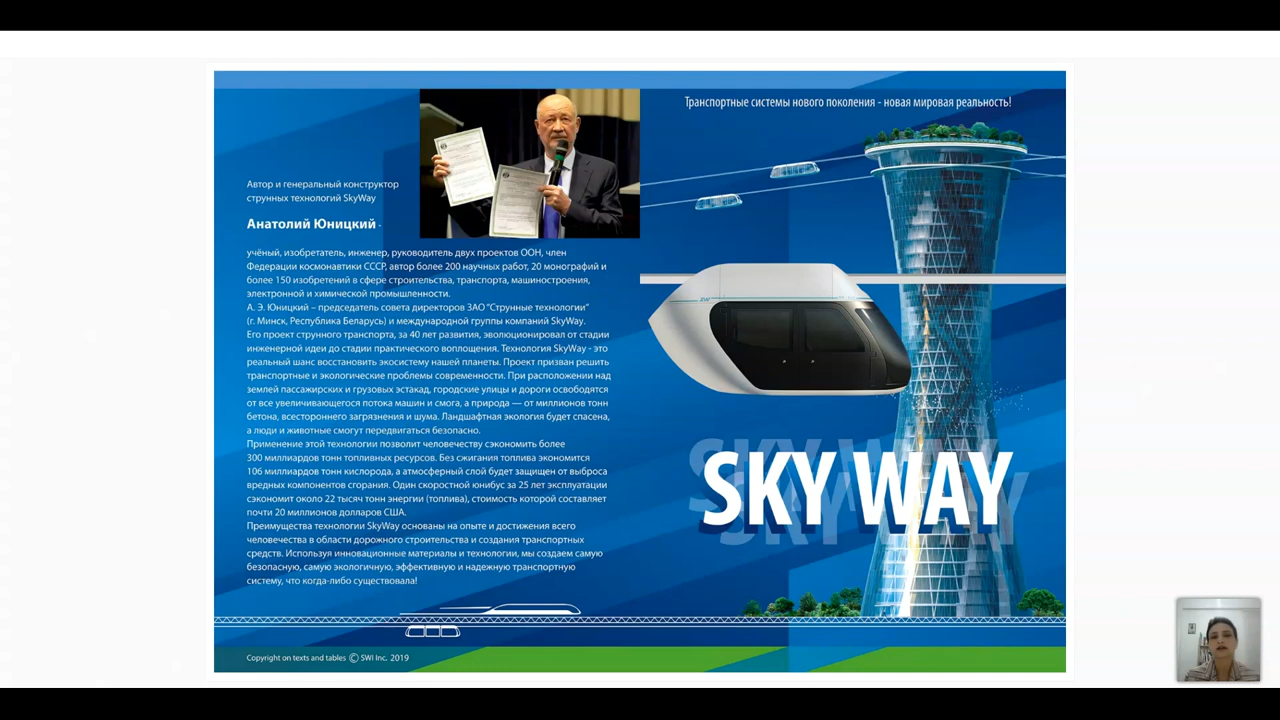 Автор и генеральный конструктор
струнных технологий SkyWay
Анатолий Юницкий -
учёный, изобретатель, инженер, руководитель двух проектов ООН, член
Федерации космонавтики СССР, автор более 200 научных работ, 20 монографий и
более 150 изобретений в сфере строительства, транспорта, машиностроения,
электронной и химической промышленности.
А. Э. Юницкий – председатель совета директоров ЗАО "Струнные технологии"
(г. Минск, Республика Беларусь) и международной группы компаний SkyWay.
Его проект струнного транспорта, за 40 лет развития, эволюционировал от стадии
инженерной идеи до стадии практического воплощения. Технология SkyWay - это
реальный шанс восстановить экосистему нашей планеты. Проект призван решить
транспортные и экологические проблемы современности. При расположении над
землей пассажирских и грузовых эстакад, городские улицы и дороги освободятся
от все увеличивающегося потока машин и смога, а природа — от миллионов тонн
бетона, всестороннего загрязнения и шума. Ландшафтная экология будет спасена,
а люди и животные смогут передвигаться безопасно.
Применение этой технологии позволит человечеству сэкономить более
300 миллиардов тонн топливных ресурсов. Без сжигания топлива экономится
106 миллиардов тонн кислорода, а атмосферный слой будет защищен от выброса
вредных компонентов сгорания. Один скоростной юнибус за 25 лет эксплуатации
сэкономит около 22 тысяч тонн энергии (топлива), стоимость которой составляет
почти 20 миллионов долларов США.
Преимущества технологии SkyWay основаны на опыте и достижения всего
человечества в области дорожного строительства и создания транспортных
средств. Используя инновационные материалы и технологии, мы создаем самую
безопасную, самую экологичную, эффективную и надежную транспортную
систему, что когда-либо существовала!
Copyright on texts and tables © SWI Inc. 2019
Транспортные системы нового поколения - новая мировая реальность!
SKY WAY